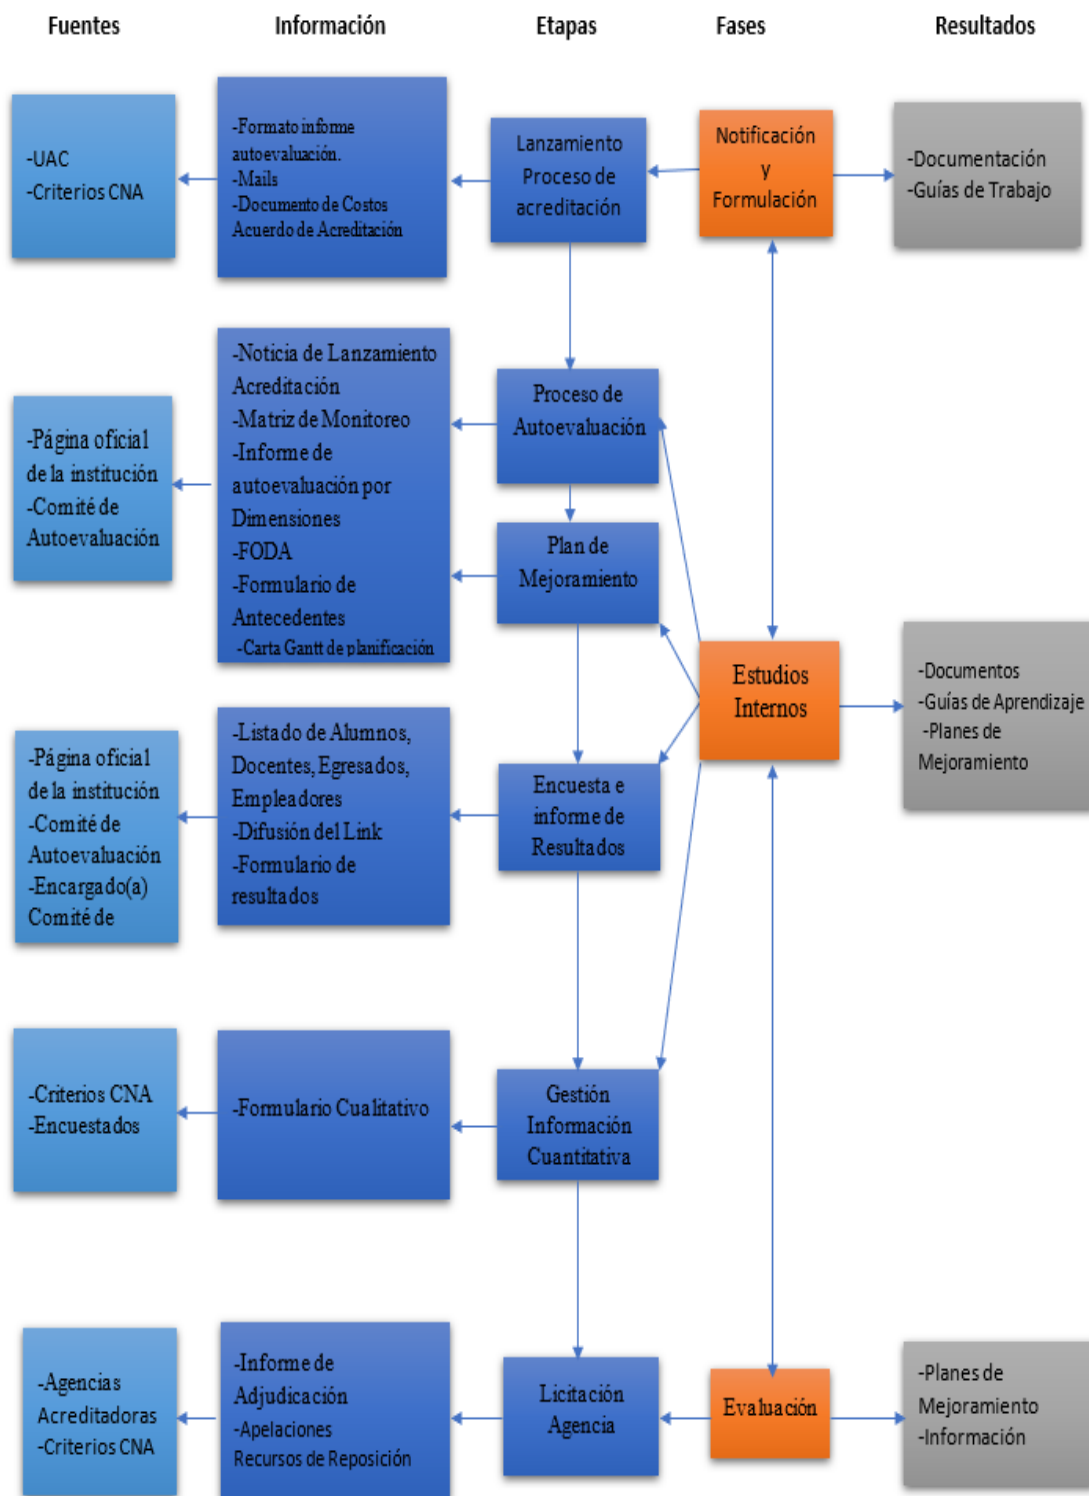 Fuentes
Información
Etapas
Fases
Resultados
-UAC
-Criterios CNA
-Formato informe
autoevaluación.
-Mails
-Documento de Costos
Acuerdo de Acreditación
Lanzamiento
Proceso de
acreditación
Notificación
y
Formulación
-Documentación
-Guías de Trabajo
-Página oficial
de la institución
-Comité de
Autoevaluación
-Noticia de Lanzamiento
Acreditación
-Matriz de Monitoreo
-Informe de
autoevaluación por
Dimensiones
-FODA
-Formulario de
Antecedentes
-Carta Gantt de planificación
Proceso de
Autoevaluación
Plan de
Mejoramiento
Estudios
Internos
-Documentos
-Guías de Aprendizaje
-Planes de
Mejoramiento
-Página oficial
de la institución
-Comité de
Autoevaluación
-Encargado(a)
Comité de
-Listado de Alumnos,
Docentes, Egresados,
Empleadores
-Difusión del Link
-Formulario de
resultados
Encuesta e
informe de
Resultados
-Criterios CNA
-Encuestados
-Formulario Cualitativo
Gestión
Información
Cuantitativa
-Agencias
Acreditadoras
-Criterios CNA
-Informe de
Adjudicación
-Apelaciones
Recursos de Reposición
Licitación
Agencia
Evaluación
-Planes de
Mejoramiento
-Información